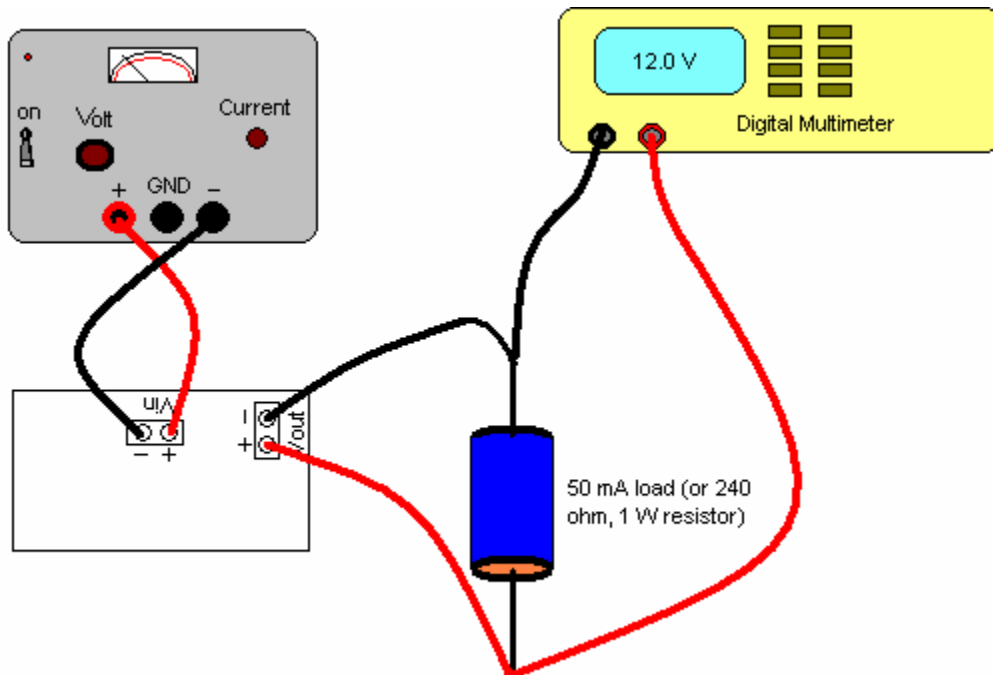 12.0 V
Digital Multimeter
on
Volt
Current
+
GND
-
Vin
- +
-
+
Vout
50 mA load (or 240
ohm, 1 W resistor)